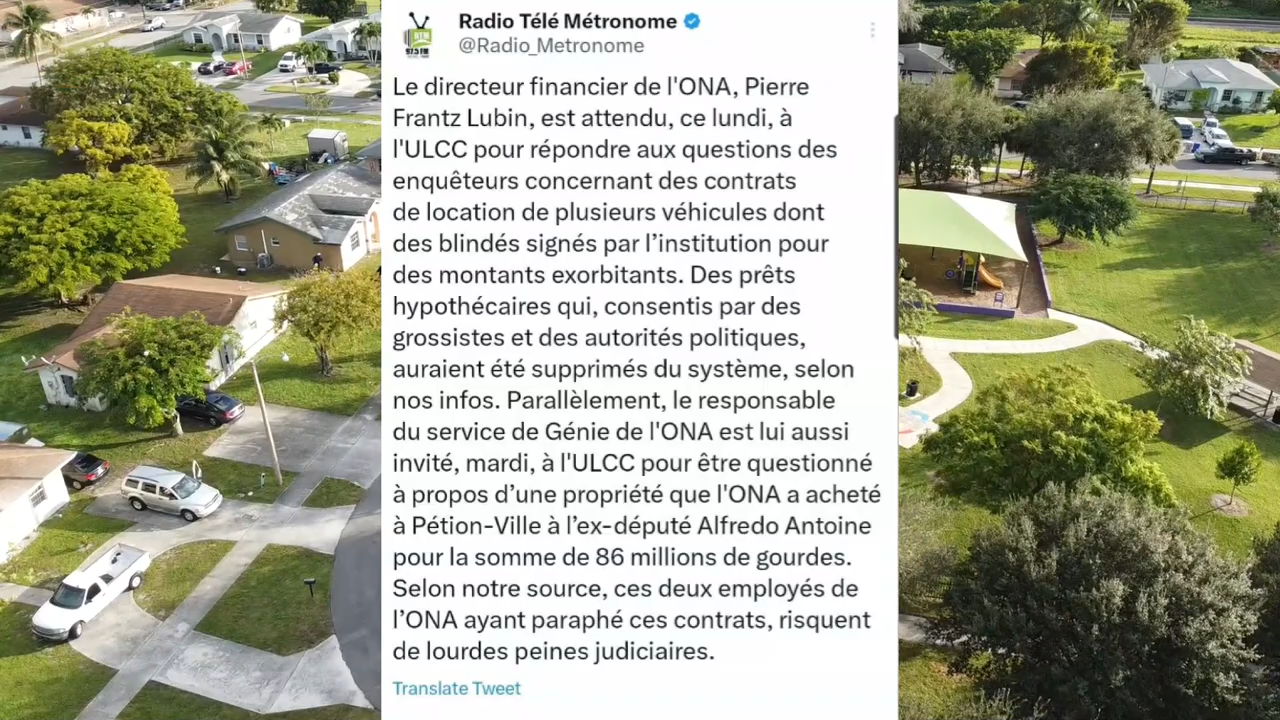 Radio Télé Métronome
@Radio_Metronome
RTM
97.5 FM
Le directeur financier de l'ONA, Pierre
Frantz Lubin, est attendu, ce lundi, à
l'ULCC pour répondre aux questions des
enquêteurs concernant des contrats
de location de plusieurs véhicules dont
des blindés signés par l’institution pour
des montants exorbitants. Des prêts
hypothécaires qui, consentis par des
grossistes et des autorités politiques,
auraient été supprimés du système, selon
nos infos. Parallèlement, le responsable
du service de Génie de l'ONA est lui aussi
invité, mardi, à l'ULCC pour être questionné
à propos d’une propriété que l'ONA a acheté
à Pétion-Ville à l’ex-député Alfredo Antoine
pour la somme de 86 millions de gourdes.
Selon notre source, ces deux employés de
l’ONA ayant paraphé ces contrats, risquent
de lourdes peines judiciaires.
Translate Tweet